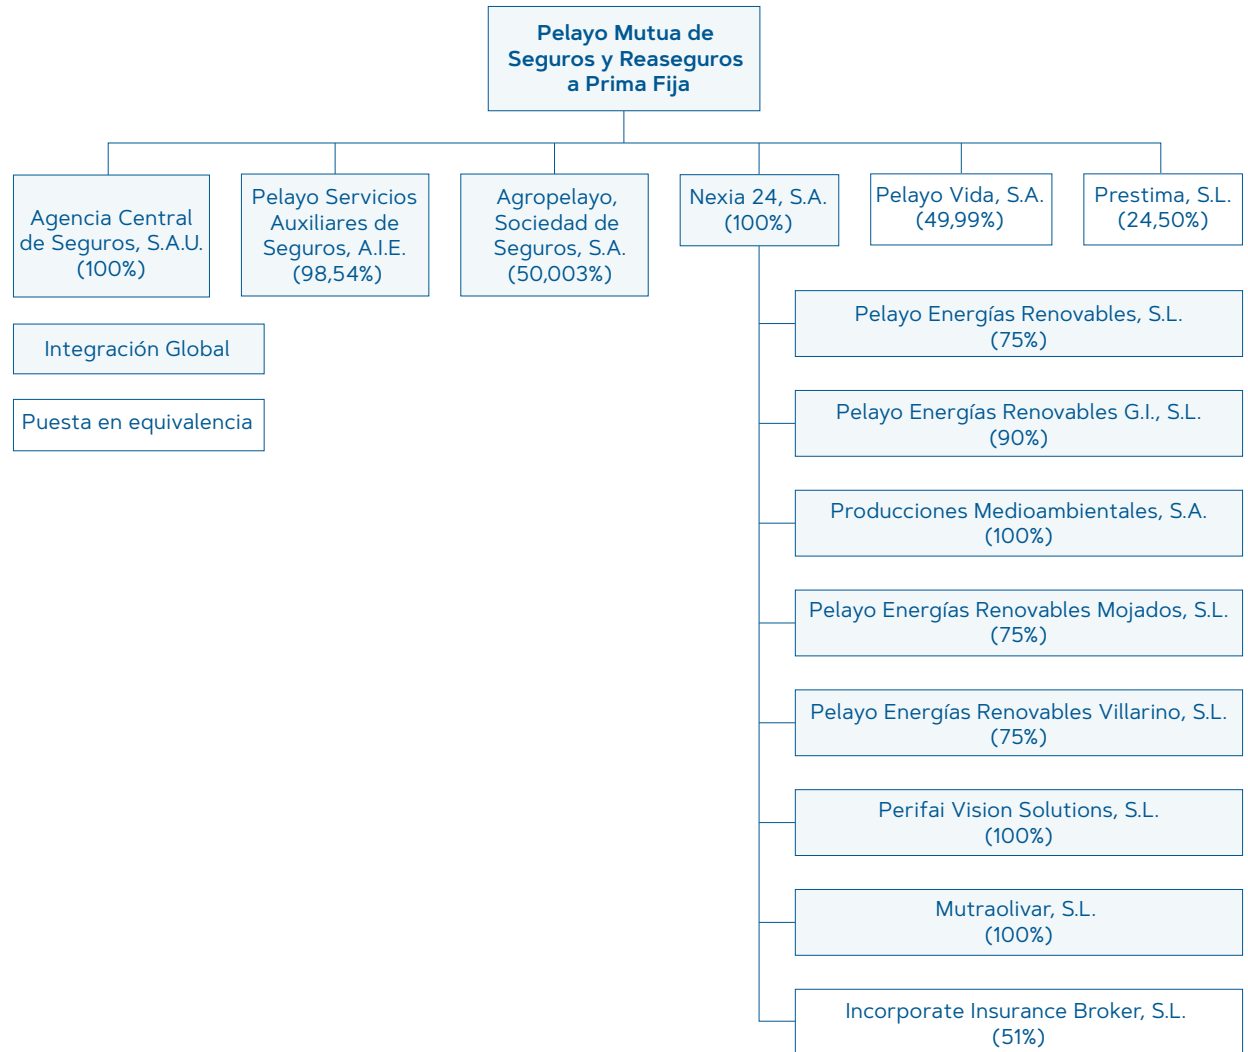 Pelayo Mutua de
Seguros y Reaseguros
a Prima Fija
Agencia Central
de Seguros, S.A.U.
(100%)
Pelayo Servicios
Auxiliares de
Seguros, A.I.E.
(98,54%)
Agropelayo,
Sociedad de
Seguros, S.A.
(50,003%)
Nexia 24, S.A.
(100%)
Pelayo Vida, S.A.
(49,99%)
Prestima, S.L.
(24,50%)
Integración Global
Puesta en equivalencia
Pelayo Energías Renovables, S.L.
(75%)
Pelayo Energías Renovables G.I., S.L.
(90%)
Producciones Medioambientales, S.A.
(100%)
Pelayo Energías Renovables Mojados, S.L.
(75%)
Pelayo Energías Renovables Villarino, S.L.
(75%)
Perifai Vision Solutions, S.L.
(100%)
Mutraolivar, S.L.
(100%)
Incorporate Insurance Broker, S.L.
(51%)